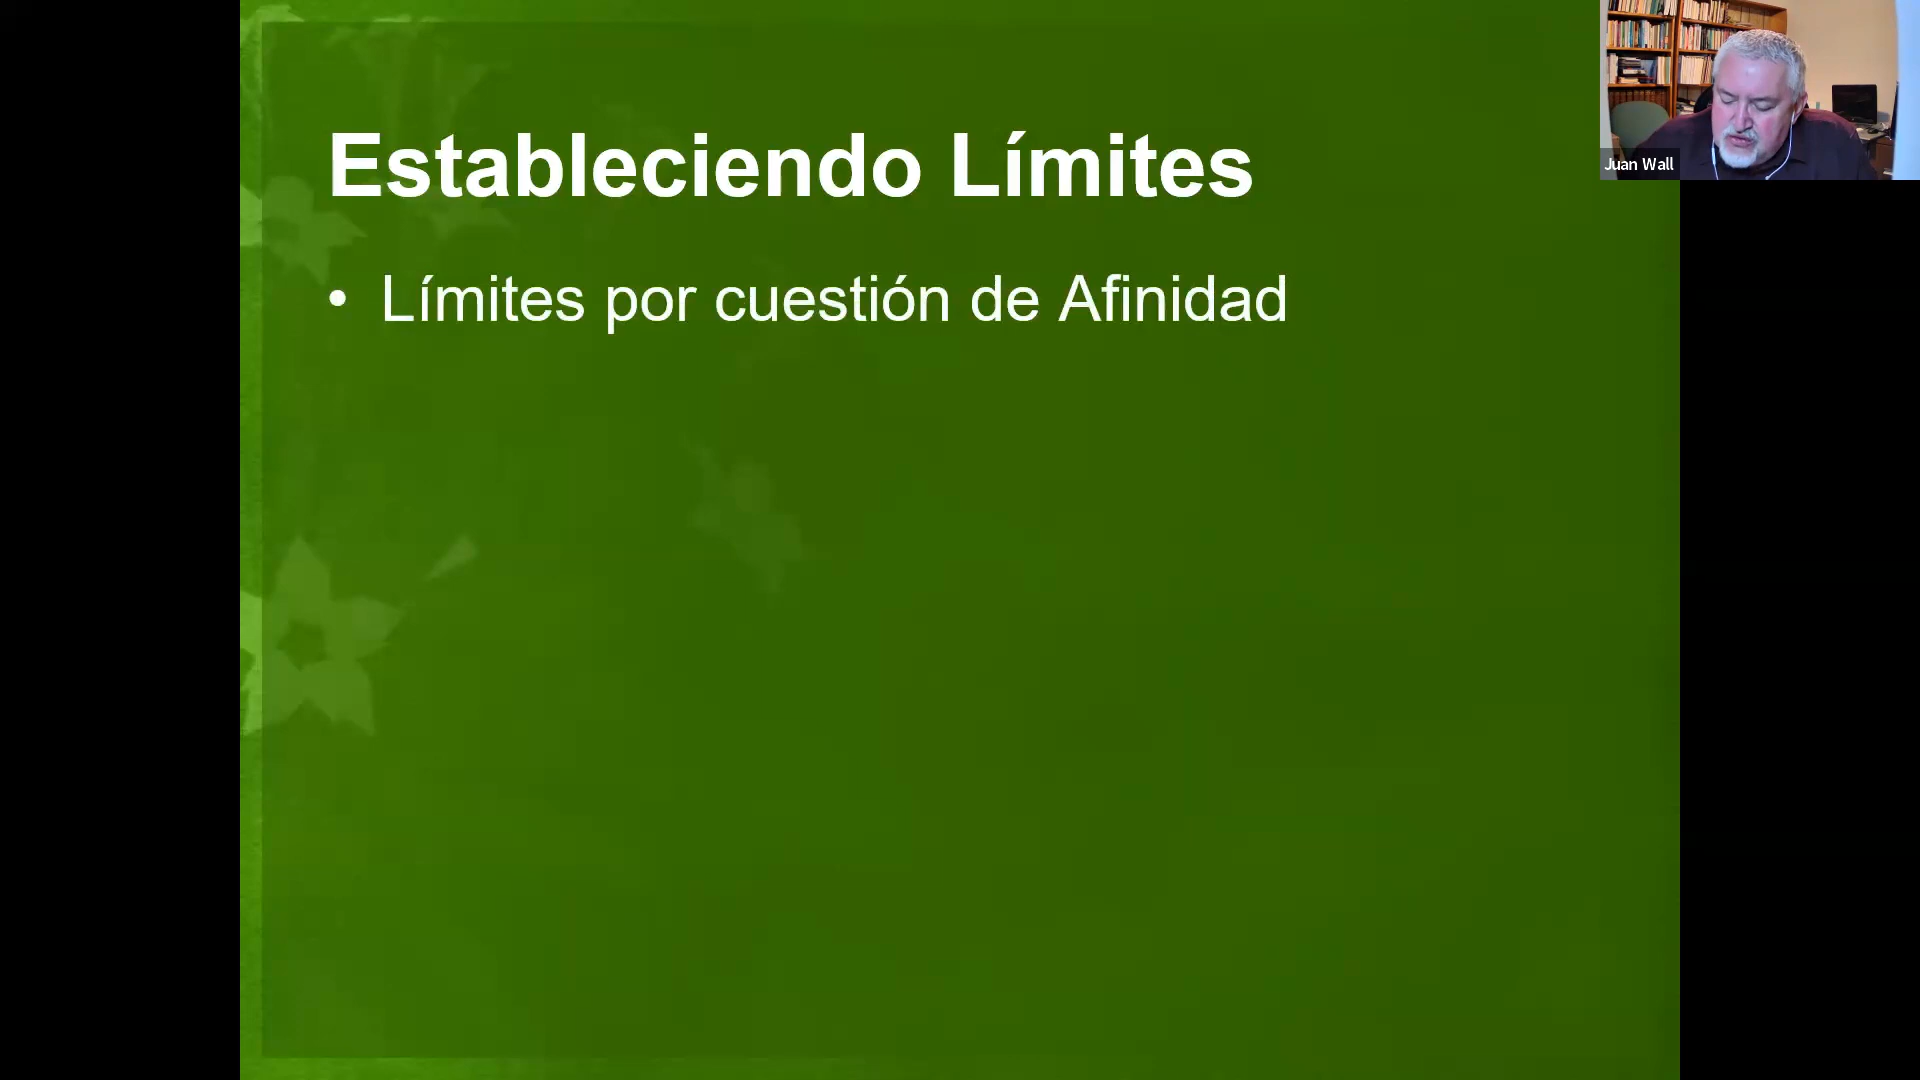 Estableciendo Límites
• Límites por cuestión de Afinidad
Juan Wall